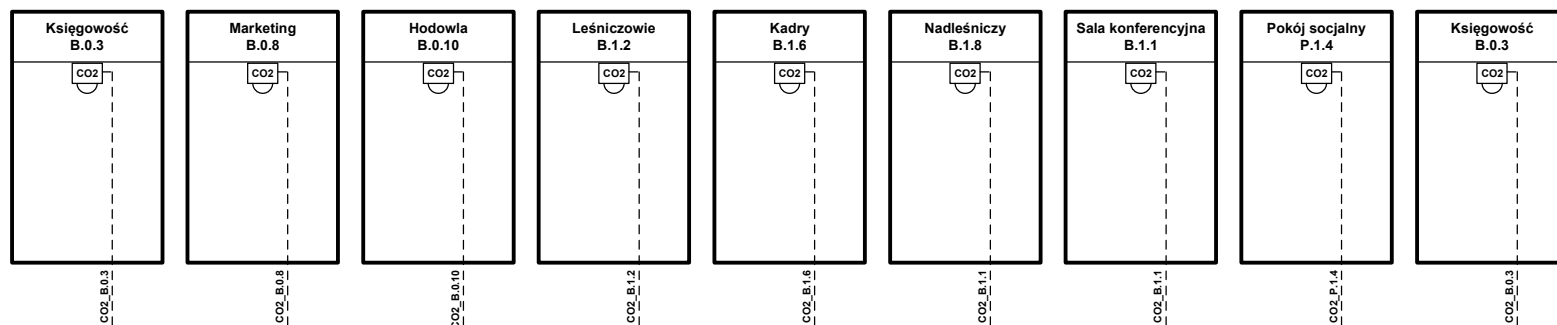 Księgowość
B.0.3
Marketing
B.0.8
Hodowla
B.0.10
Leśniczowie
B.1.2
Kadry
B.1.6
Nadleśniczy
B.1.8
Sala konferencyjna
B.1.1
Pokój socjalny
P.1.4
Księgowość
B.0.3
CO2
CO2
CO2
CO2
CO2
CO2
CO2
CO2
CO2
CO2_B.0.3
CO2_B.0.8
CO2_B.0.10
CO2_B.1.2
CO2_B.1.6
CO2_B.1.1
CO2_B.1.1
CO2_P.1.4
CO2_B.0.3